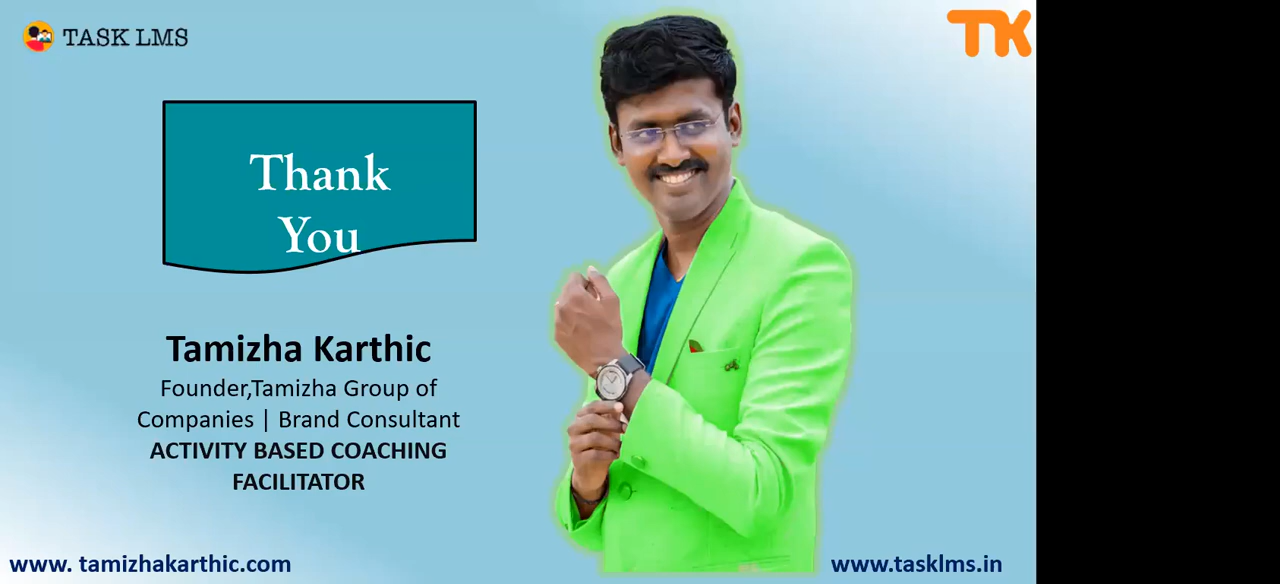 TASK LMS
TK
Thank
You
Tamizha Karthic
Founder,Tamizha Group of
Companies | Brand Consultant
ACTIVITY BASED COACHING
FACILITATOR
www. tamizhakarthic.com
www.tasklms.in